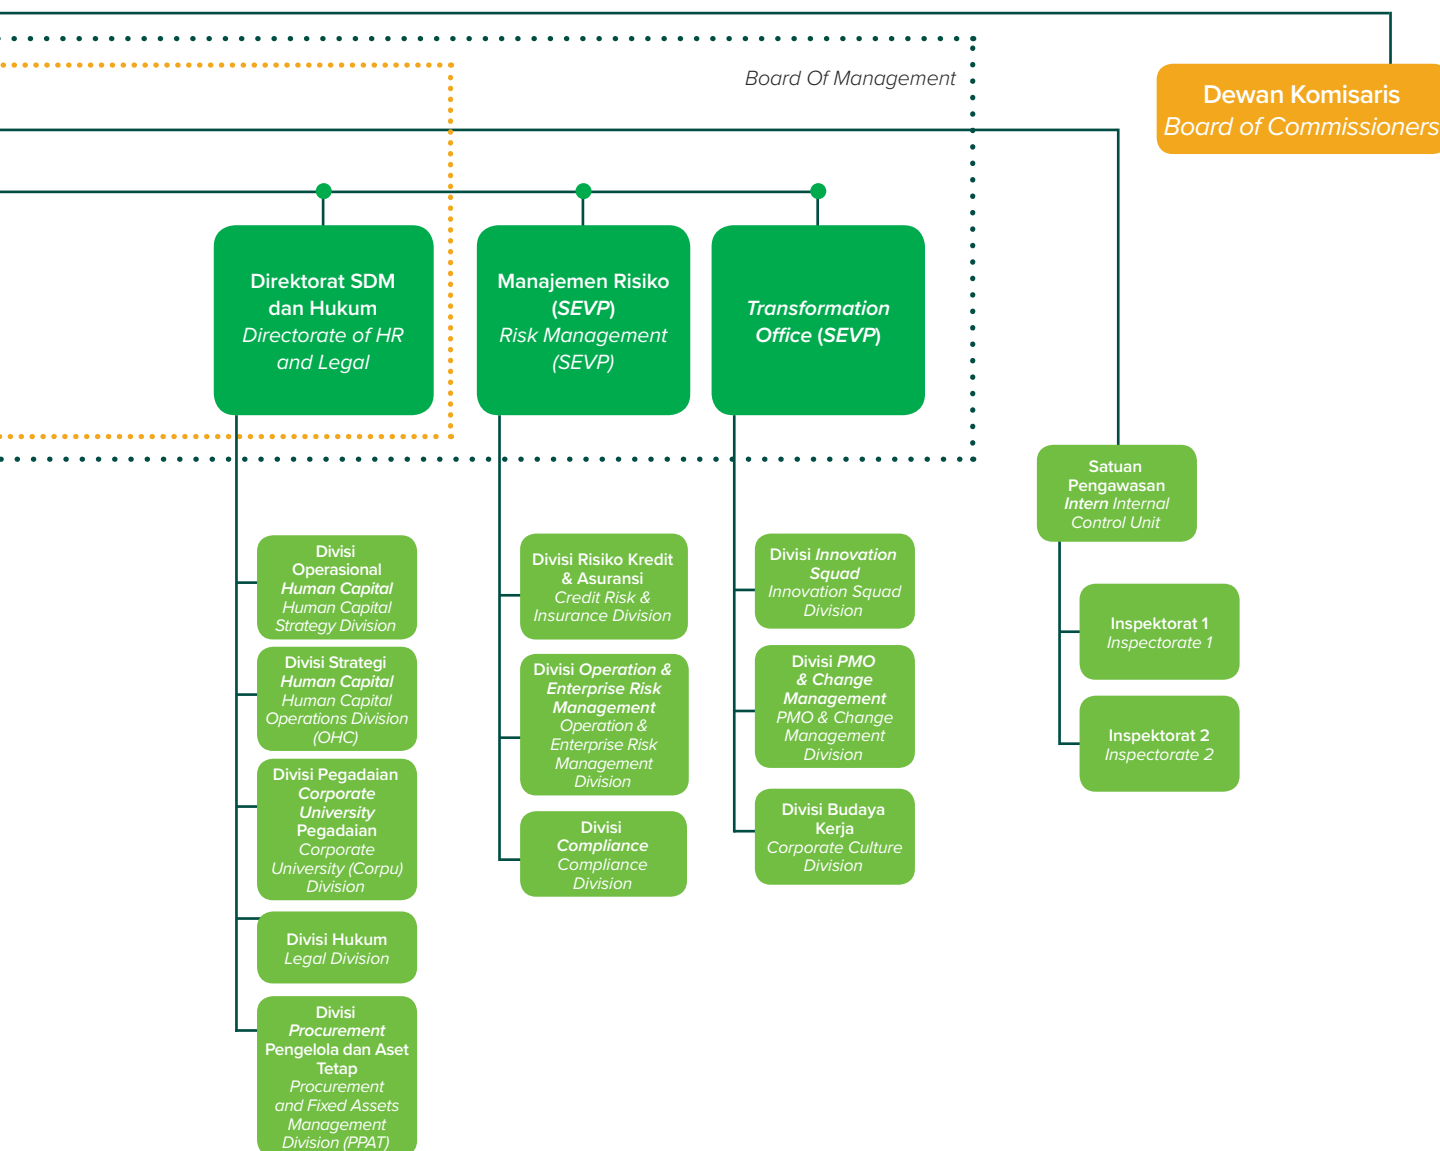 Board Of Management
Dewan Komisaris
Board of Commissioners
Direktorat SDM
dan Hukum
Directorate of HR
and Legal
Manajemen Risiko
(SEVP)
Risk Management
(SEVP)
Transformation
Office (SEVP)
Satuan
Pengawasan
Intern Internal
Control Unit
Inspektorat 1
Inspectorate 1
Inspektorat 2
Inspectorate 2
Divisi
Operasional
Human Capital
Human Capital
Strategy Division
Divisi Strategi
Human Capital
Human Capital
Operations Division
(OHC)
Divisi Pegadaian
Corporate
University
Pegadaian
Corporate
University (Corpu)
Division
Divisi Hukum
Legal Division
Divisi
Procurement
Pengelola dan Aset
Tetap
Procurement
and Fixed Assets
Management
Division (PPAT)
Divisi Risiko Kredit
& Asuransi
Credit Risk &
Insurance Division
Divisi Operation &
Enterprise Risk
Management
Operation &
Enterprise Risk
Management
Division
Divisi
Compliance
Compliance
Division
Divisi Innovation
Squad
Innovation Squad
Division
Divisi PMO
& Change
Management
PMO & Change
Management
Division
Divisi Budaya
Kerja
Corporate Culture
Division